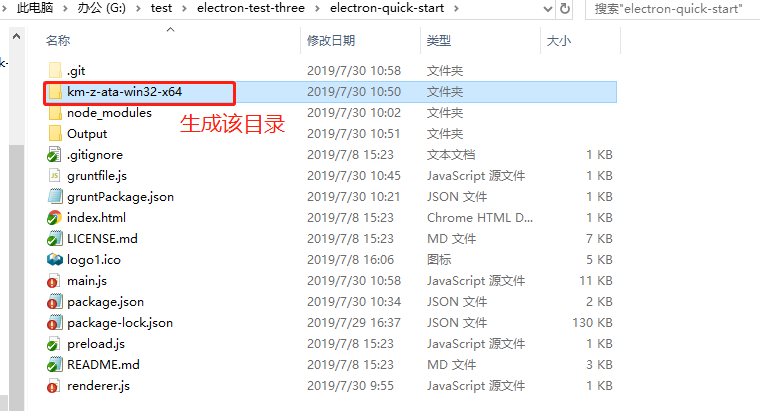 此电脑 › 办公 (G:) › test › electron-test-three › electron-quick-start ›
搜索"electron-quick-start"
名称 修改日期 类型 大小
.git 2019/7/30 10:58 文件夹
km-z-ata-win32-x64 2019/7/30 10:50 文件夹
node_modules 2019/7/30 10:02 文件夹
生成该目录
Output 2019/7/30 10:51 文件夹
.gitignore 2019/7/8 15:23 文本文档 1 KB
gruntfile.js 2019/7/30 10:45 JavaScript 源文件 1 KB
gruntPackage.json 2019/7/30 10:21 JSON 文件 1 KB
index.html 2019/7/8 15:23 Chrome HTML D... 1 KB
LICENSE.md 2019/7/8 15:23 MD 文件 7 KB
logo1.ico 2019/7/8 16:06 图标 5 KB
main.js 2019/7/30 10:58 JavaScript 源文件 11 KB
package.json 2019/7/30 10:34 JSON 文件 2 KB
package-lock.json 2019/7/29 16:37 JSON 文件 130 KB
preload.js 2019/7/8 15:23 JavaScript 源文件 1 KB
README.md 2019/7/8 15:23 MD 文件 3 KB
renderer.js 2019/7/30 9:55 JavaScript 源文件 1 KB